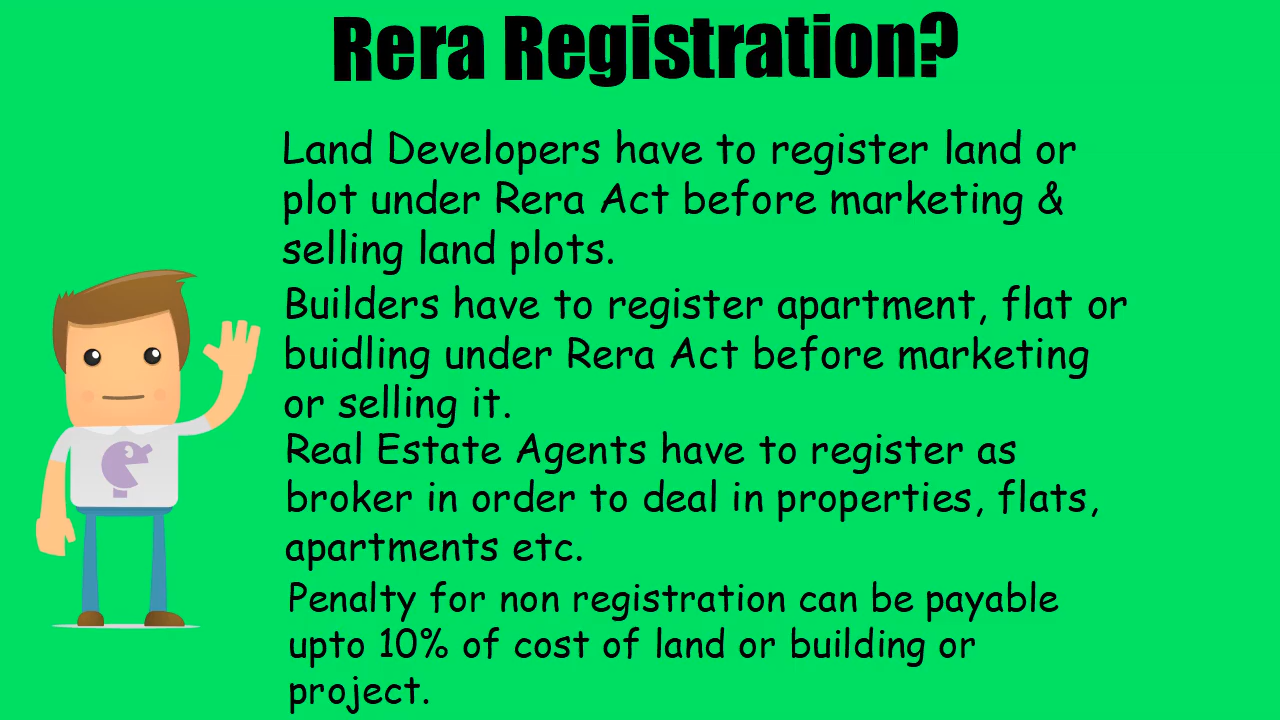 Rera Registration?
Land Developers have to register land or
plot under Rera Act before marketing &
selling land plots.
Builders have to register apartment, flat or
buidling under Rera Act before marketing
or selling it.
Real Estate Agents have to register as
broker in order to deal in properties, flats,
apartments etc.
Penalty for non registration can be payable
upto 10% of cost of land or building or
project.